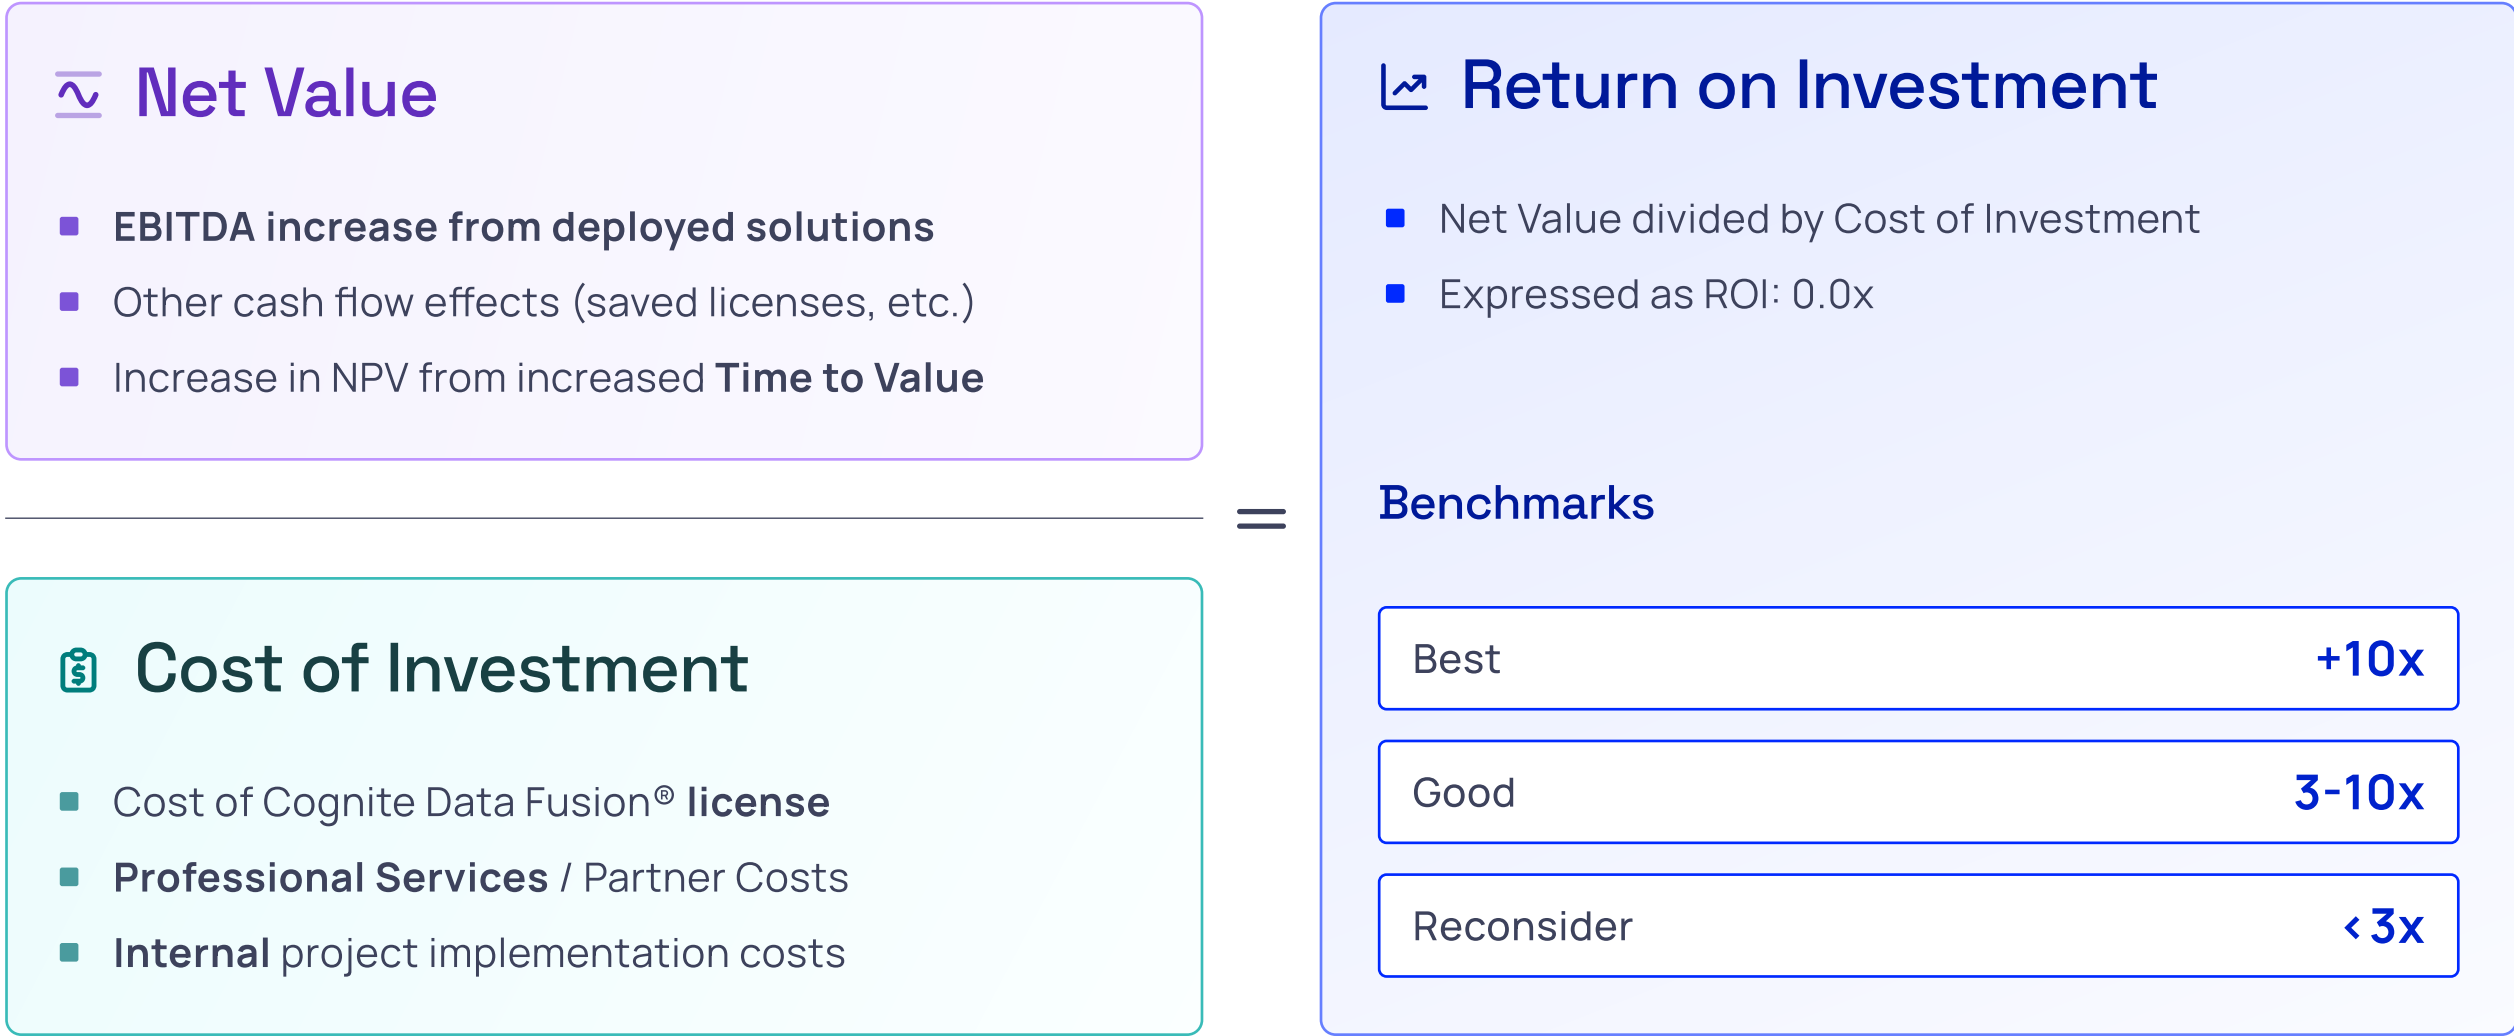 Net Value
EBITDA increase from deployed solutions
Other cash flow effects (saved licenses, etc.)
Increase in NPV from increased Time to Value
Cost of Investment
Cost of Cognite Data Fusion® license
Professional Services / Partner Costs
Internal project implementation costs
=
Return on Investment
Net Value divided by Cost of Investment
Expressed as ROI: 0.0x
Benchmarks
Best +10x
Good 3-10x
Reconsider <3x